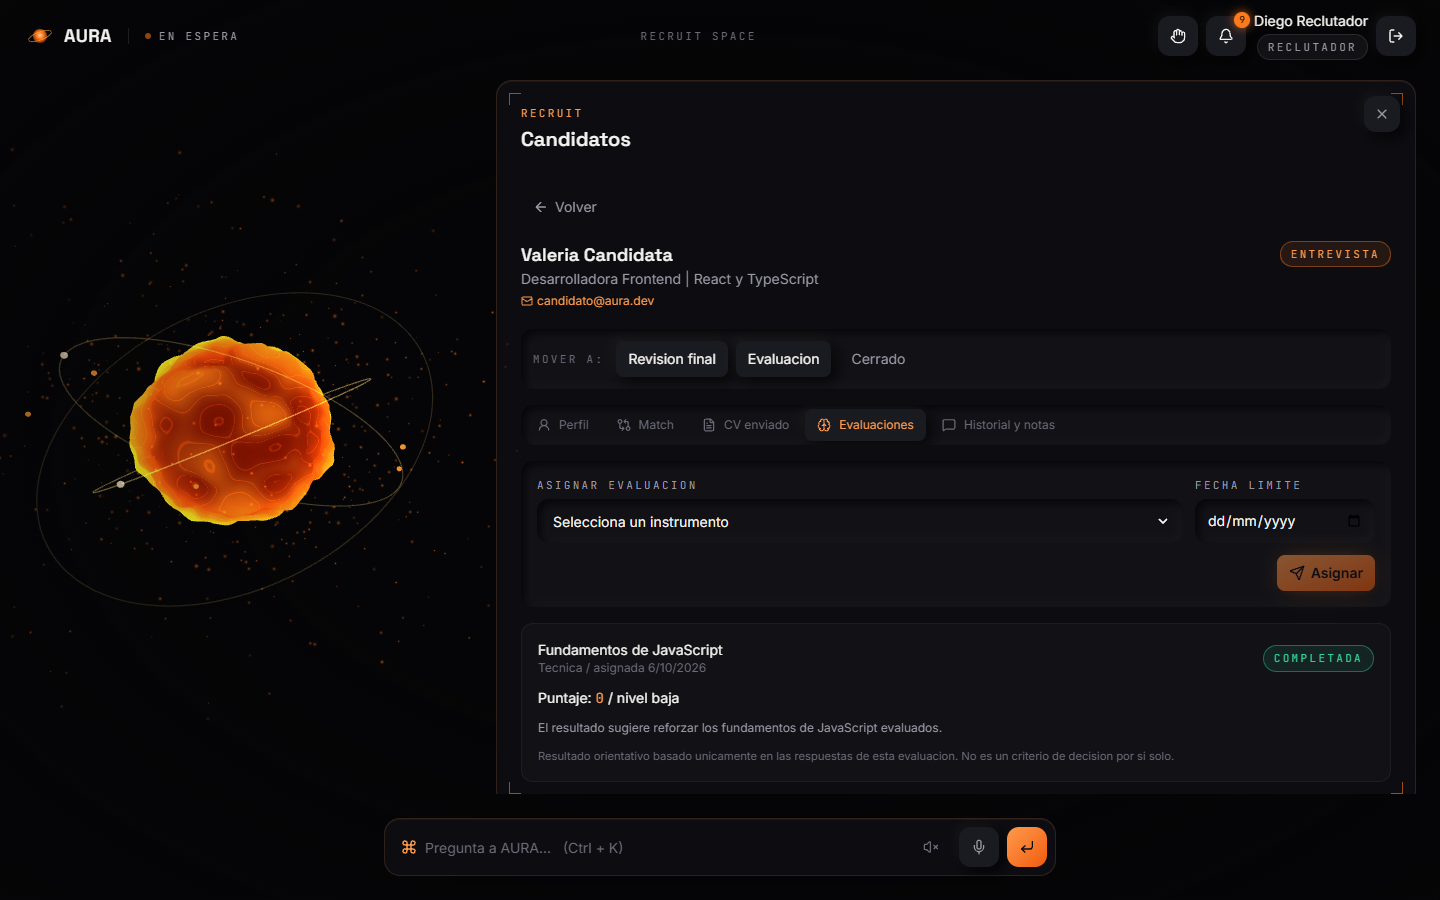 AURA
EN ESPERA
RECRUIT SPACE
9
Diego Reclutador
RECLUTADOR
RECRUIT
Candidatos
Volver
Valeria Candidata
ENTREVISTA
Desarrolladora Frontend | React y TypeScript
candidato@aura.dev
MOVER A: Revision final Evaluacion Cerrado
Perfil Match CV enviado Evaluaciones Historial y notas
ASIGNAR EVALUACION FECHA LIMITE
Selecciona un instrumento dd/mm/yyyy
Asignar
Fundamentos de JavaScript
Tecnica / asignada 6/10/2026
COMPLETADA
Puntaje: 0 / nivel baja
El resultado sugiere reforzar los fundamentos de JavaScript evaluados.
Resultado orientativo basado unicamente en las respuestas de esta evaluacion. No es un criterio de decision por si solo.
⌘ Pregunta a AURA... (Ctrl + K)